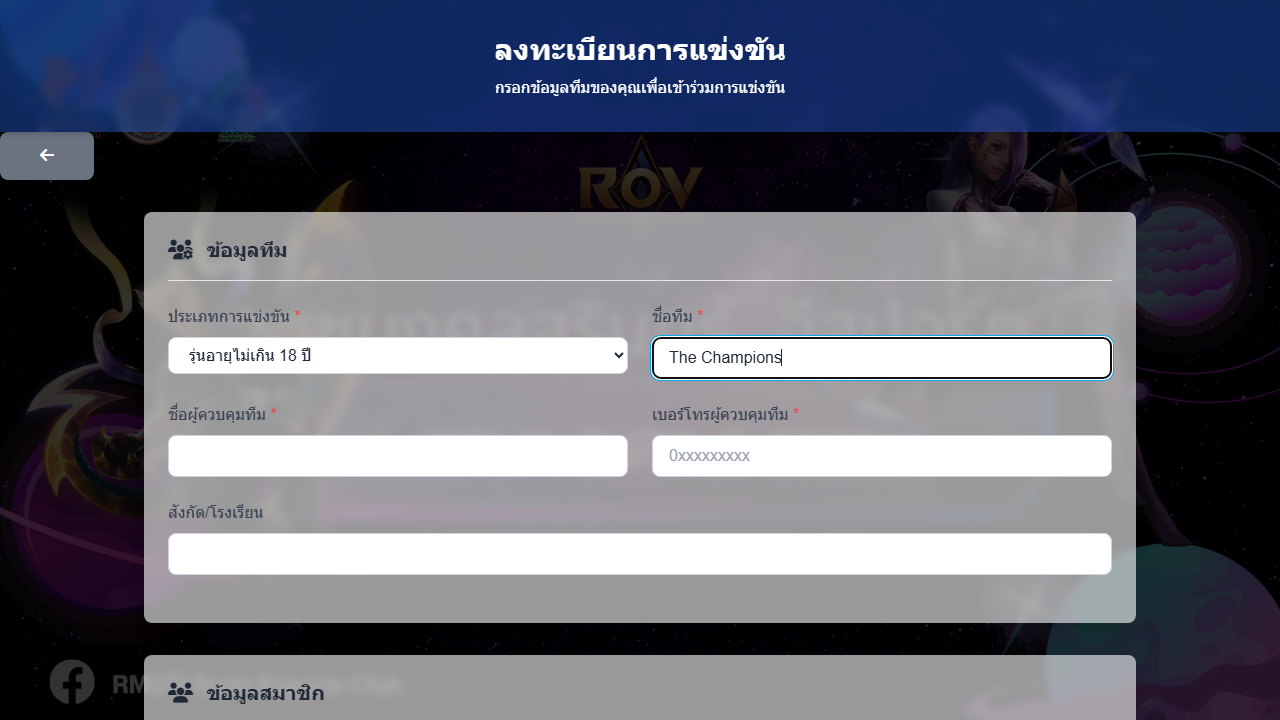 ลงทะเบียนการแข่งขัน
กรอกข้อมูลทีมของคุณเพื่อเข้าร่วมการแข่งขัน
ROV
ข้อมูลทีม
ประเภทการแข่งขัน *
ชื่อทีม *
รุ่นอายุไม่เกิน 18 ปี
The Champions
ชื่อผู้ควบคุมทีม *
เบอร์โทรผู้ควบคุมทีม *
0xxxxxxxxx
สังกัด/โรงเรียน
ข้อมูลสมาชิก